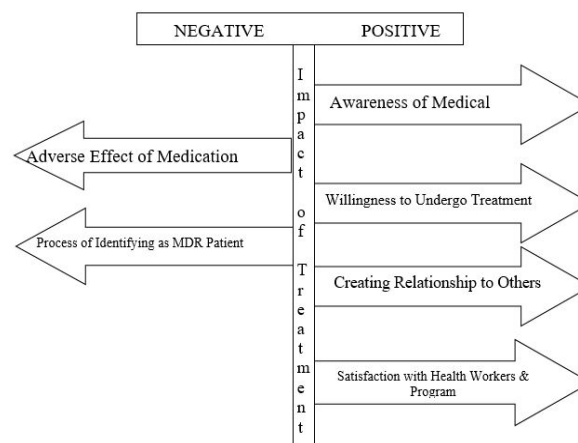 NEGATIVE POSITIVE
Impact of Treatment
Awareness of Medical
Adverse Effect of Medication
Willingness to Undergo Treatment
Process of Identifying as MDR Patient
Creating Relationship to Others
Satisfaction with Health Workers &
Program